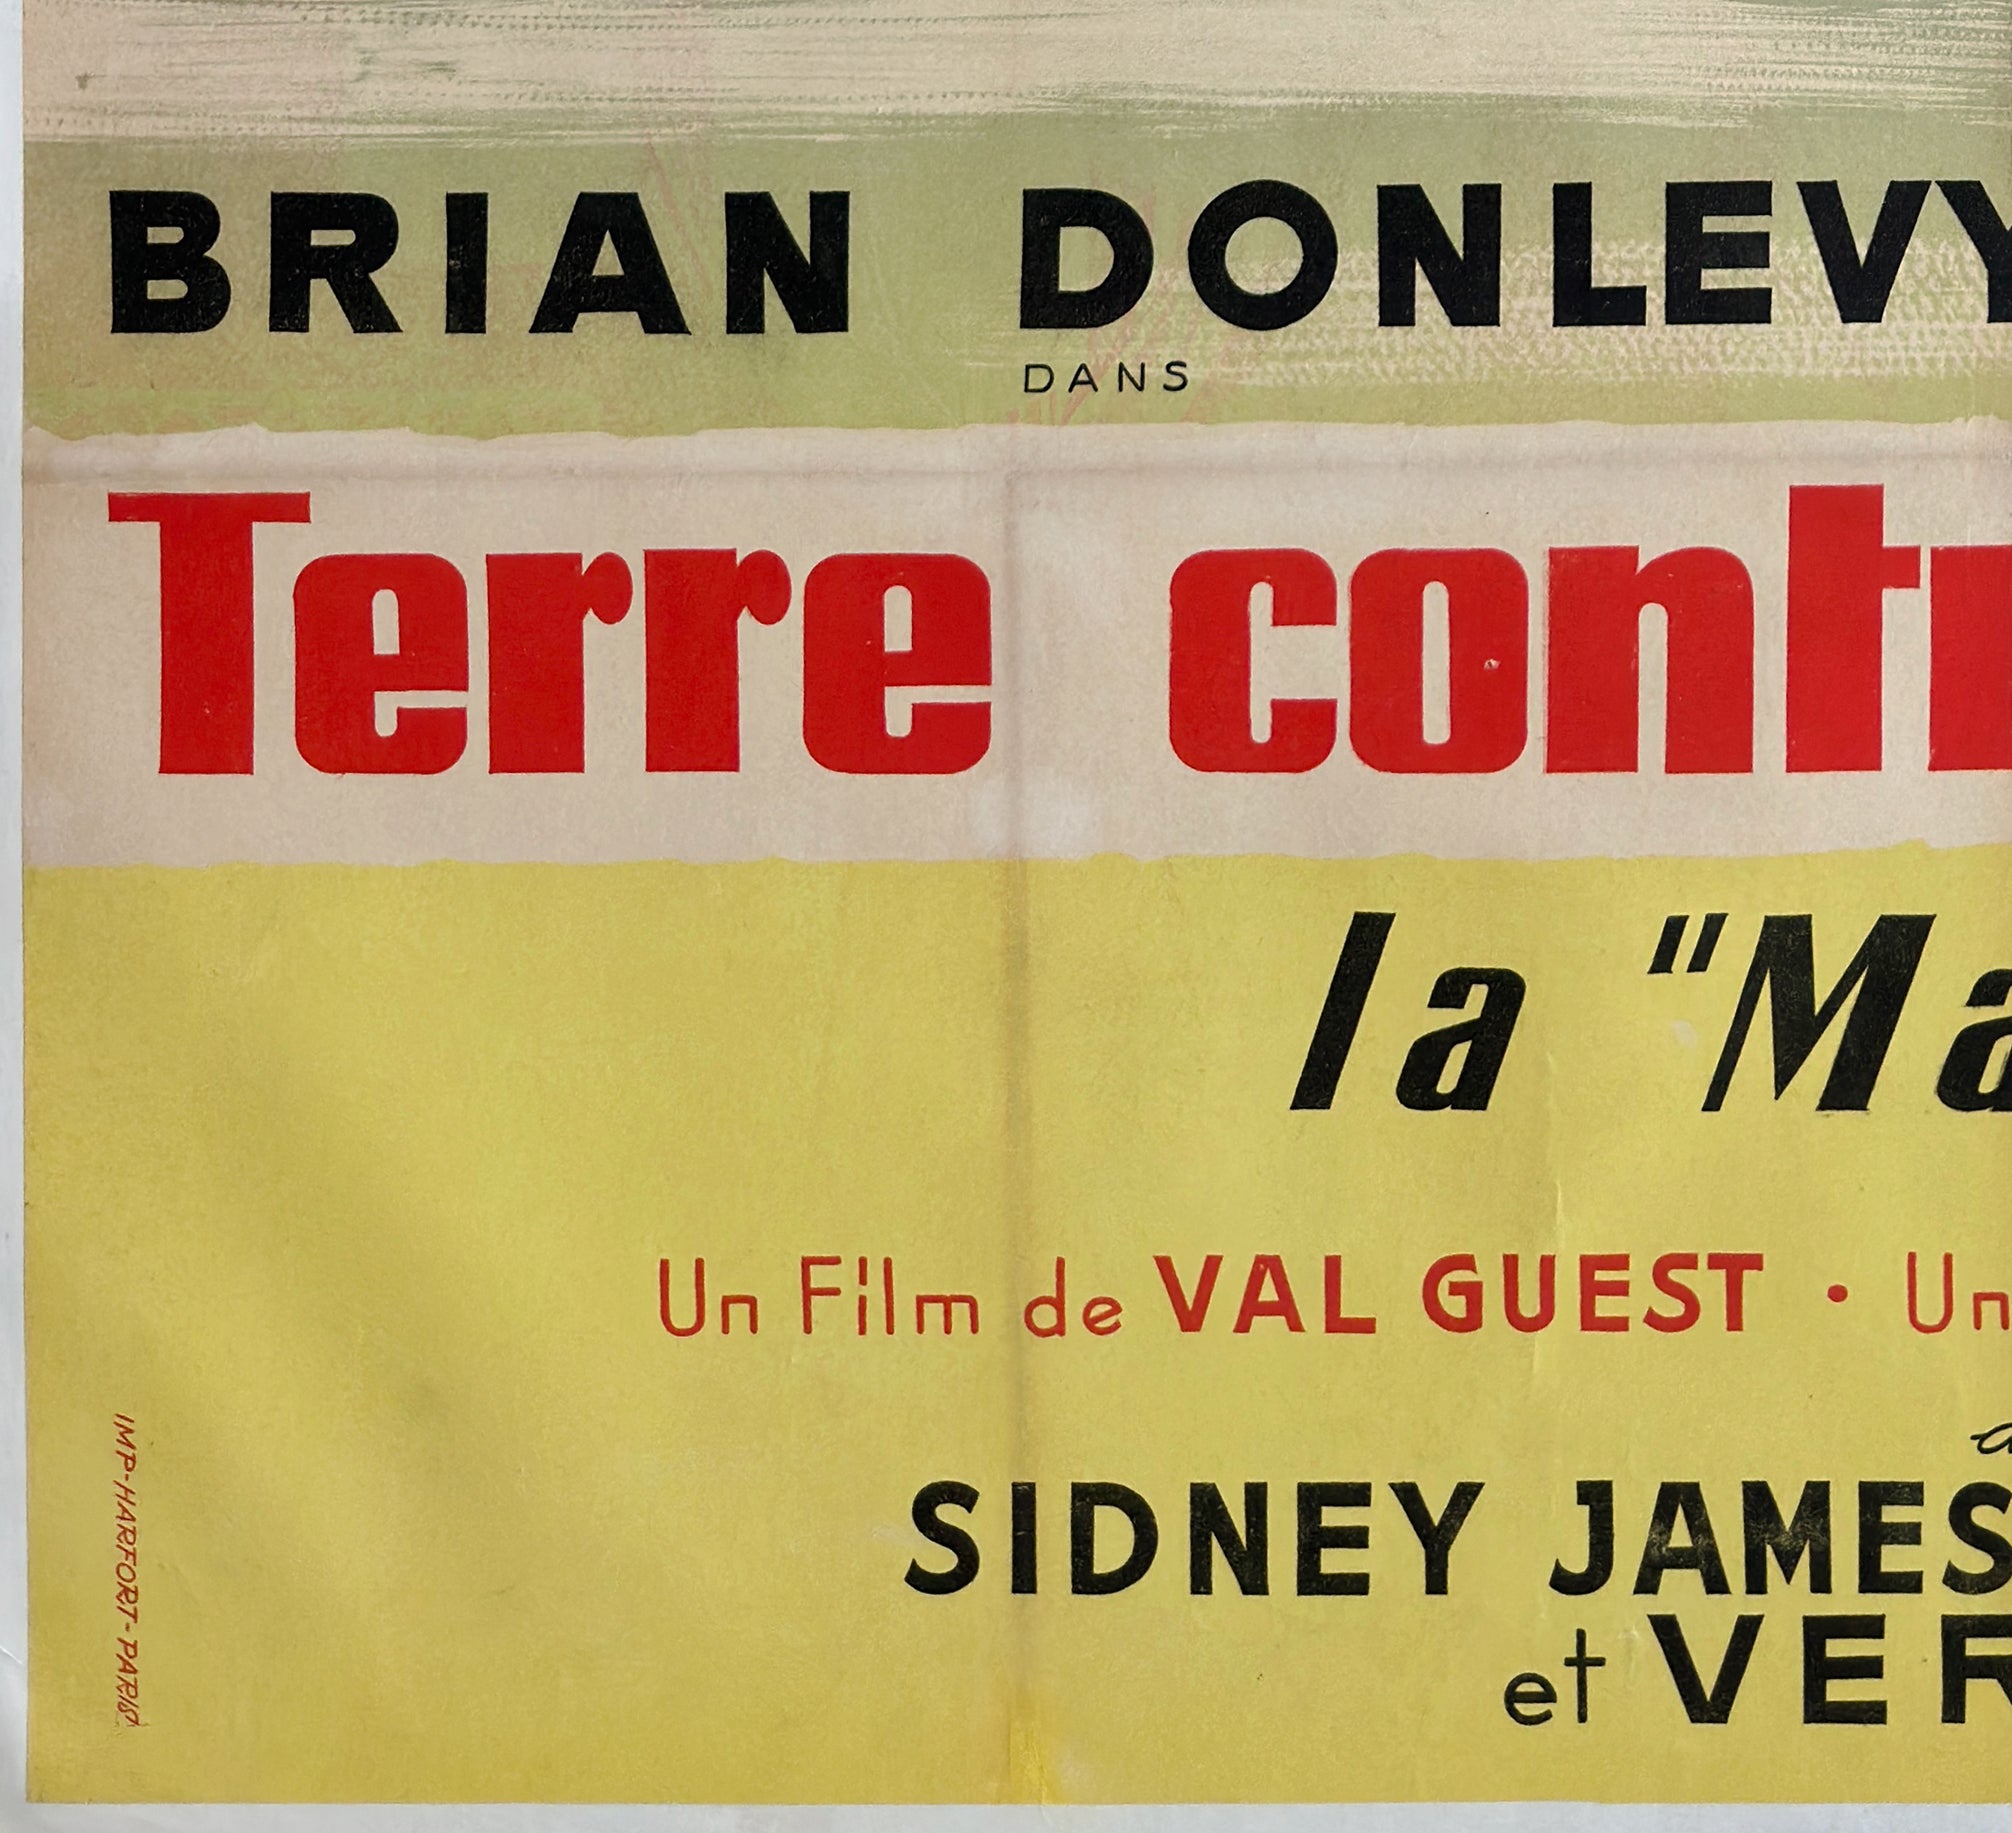 BRIAN DONLEVY
DANS
Terre contr
la "Ma
Un Film de VAL GUEST • Un
a
SIDNEY JAMES
et VER
IMP-HARFORT-PARIS